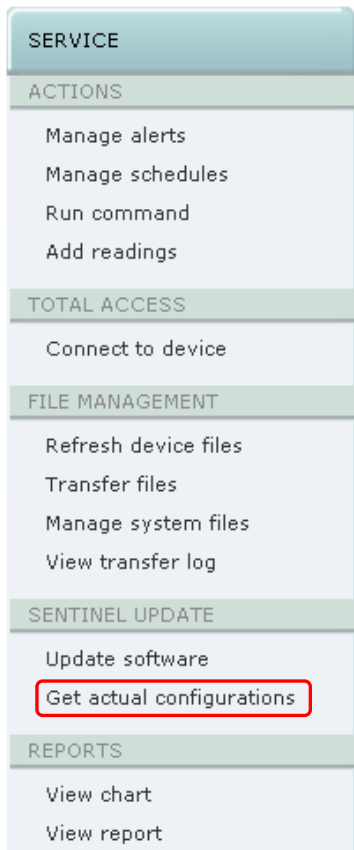 SERVICE
ACTIONS
Manage alerts
Manage schedules
Run command
Add readings
TOTAL ACCESS
Connect to device
FILE MANAGEMENT
Refresh device files
Transfer files
Manage system files
View transfer log
SENTINEL UPDATE
Update software
Get actual configurations
REPORTS
View chart
View report